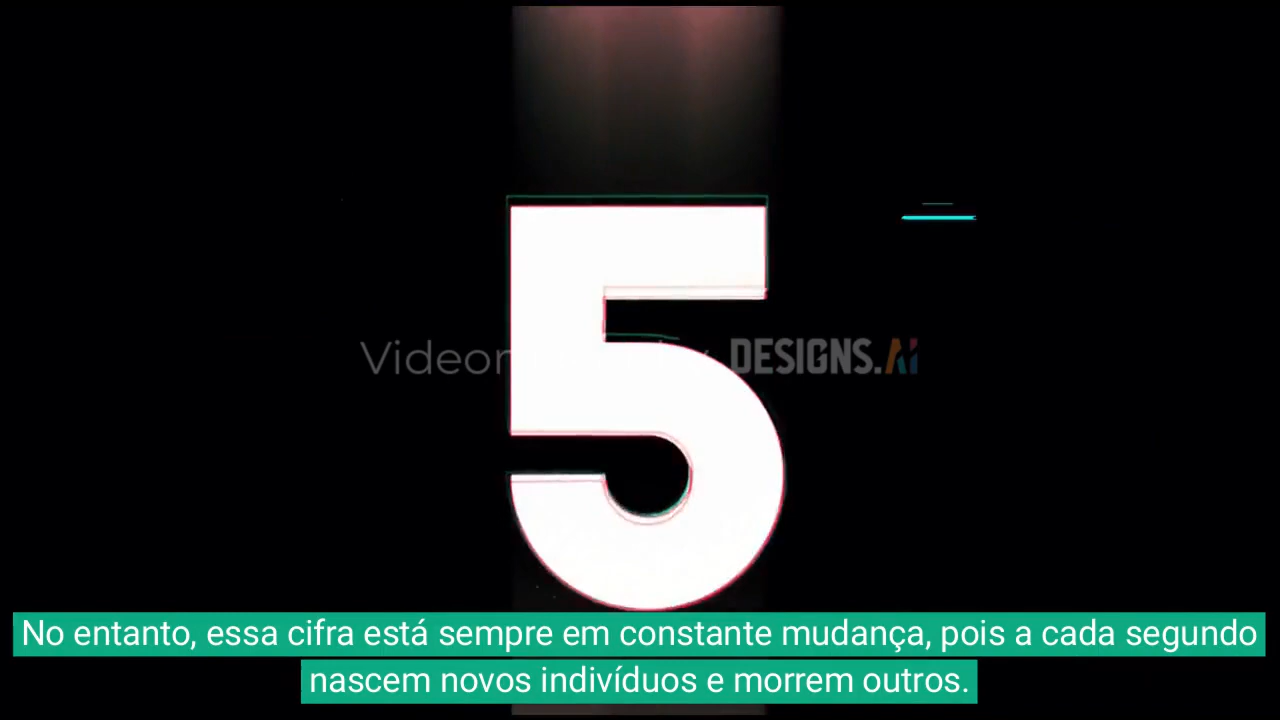 5
DESIGNS.AI
No entanto, essa cifra está sempre em constante mudança, pois a cada segundo
nascem novos indivíduos e morrem outros.